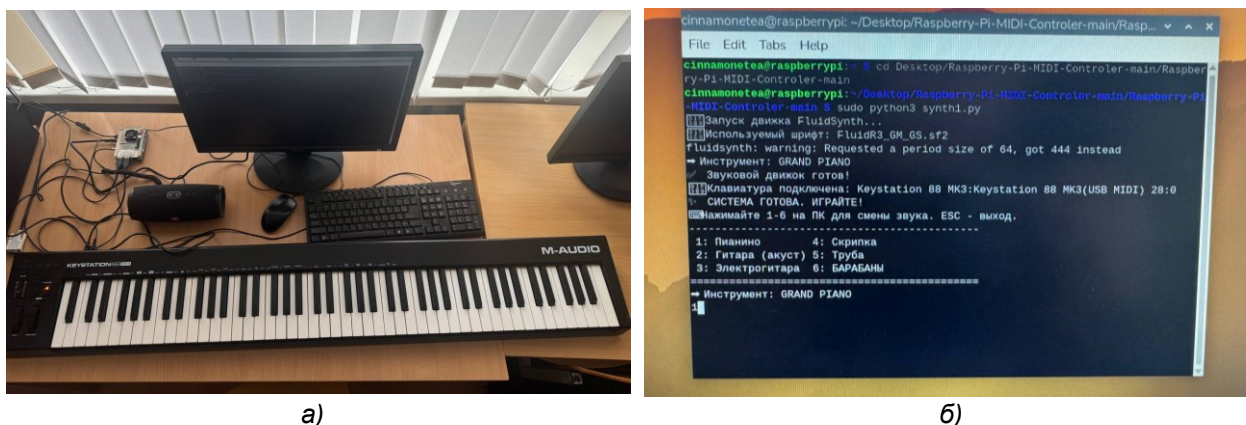 M-AUDIO
KEYSTATION
а)
cinnamonetea@raspberrypi: ~/Desktop/Raspberry-Pi-MIDI-Controler-main/Rasp...
File Edit Tabs Help
cinnamonetea@raspberrypi:~ $ cd Desktop/Raspberry-Pi-MIDI-Controler-main/Raspber
ry-Pi-MIDI-Controler-main
cinnamonetea@raspberrypi:~/Desktop/Raspberry-Pi-MIDI-Controler-main/Raspberry-Pi
-MIDI-Controler-main $ sudo python3 synth1.py
Запуск движка FluidSynth...
Используемый шрифт: FluidR3_GM_GS.sf2
fluidsynth: warning: Requested a period size of 64, got 444 instead
➡ Инструмент: GRAND PIANO
✅ Звуковой движок готов!
Клавиатура подключена: Keystation 88 MK3:Keystation 88 MK3(USB MIDI) 28:0
✨ СИСТЕМА ГОТОВА. ИГРАЙТЕ!
Нажимайте 1-6 на ПК для смены звука. ESC - выход.
1: Пианино 4: Скрипка
2: Гитара (акуст) 5: Труба
3: Электрогитара 6: БАРАБАНЫ
➡ Инструмент: GRAND PIANO
1
б)